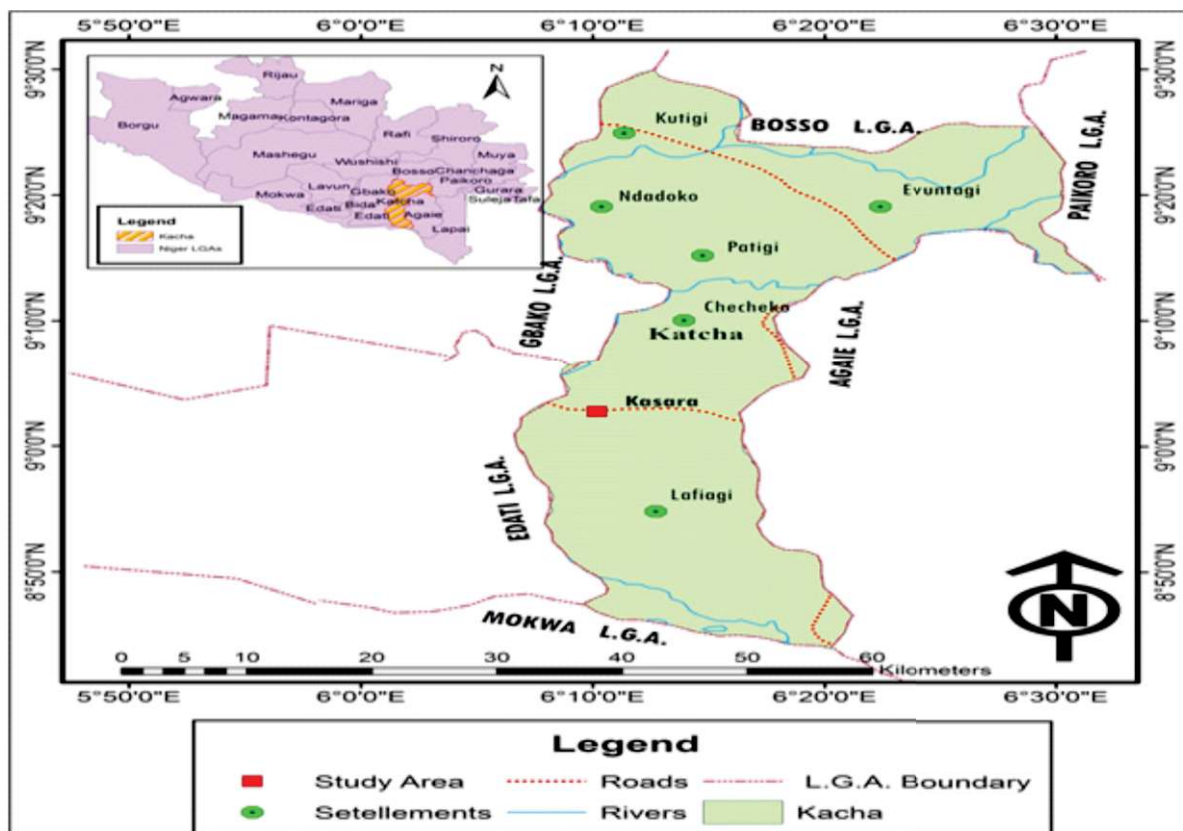 5°50'0"E 6°0'0"E 6°10'0"E 6°20'0"E 6°30'0"E
9°30'0"N
9°20'0"N
9°10'0"N
9°0'0"N
8°50'0"N
N
Rijau
Agwara
Mariga
Borgu
Magama
Kontagora
Rafi
Shiroro
Mashegu
Wushishi
Muya
Bosso
Chanchaga
Paikoro
Mokwa
Lavun
Gbako
Gurara
Suleja
Tafa
Edati
Bida
Katcha
Edati
Agaie
Lapai
Legend
Kacha
Niger LGAs
Kutigi
BOSSO L.G.A.
PAIKORO L.G.A.
Ndadoko
Evuntagi
Patigi
GBAKO L.G.A.
Checheko
Katcha
AGAIE L.G.A.
Kasara
EDATI L.G.A.
Lafiagi
MOKWA L.G.A.
N
0 5 10 20 30 40 50 60
Kilometers
9°30'0"N
9°20'0"N
9°10'0"N
9°0'0"N
8°50'0"N
5°50'0"E 6°0'0"E 6°10'0"E 6°20'0"E 6°30'0"E
Legend
Study Area Roads L.G.A. Boundary
Setellements Rivers Kacha